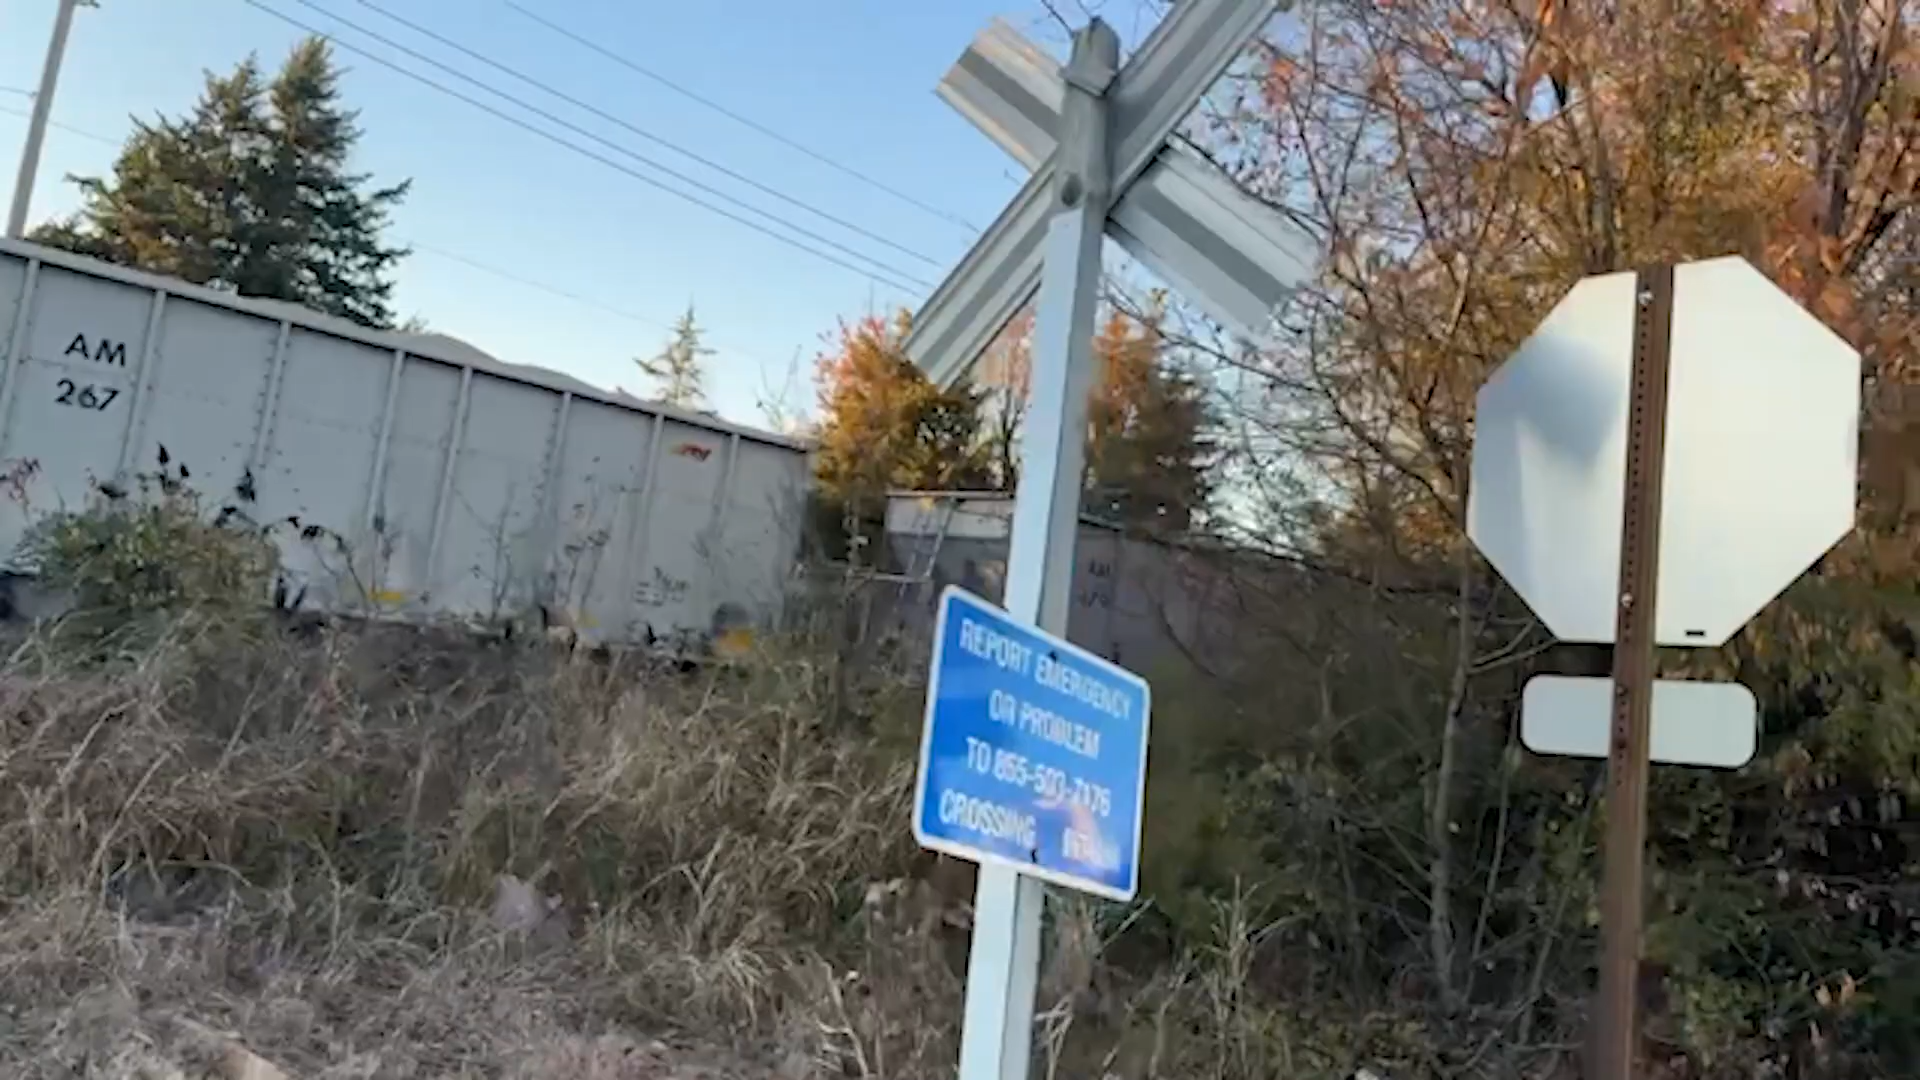 AM
267
REPORT EMERGENCY
OR PROBLEM
TO 855-503-7176
CROSSING